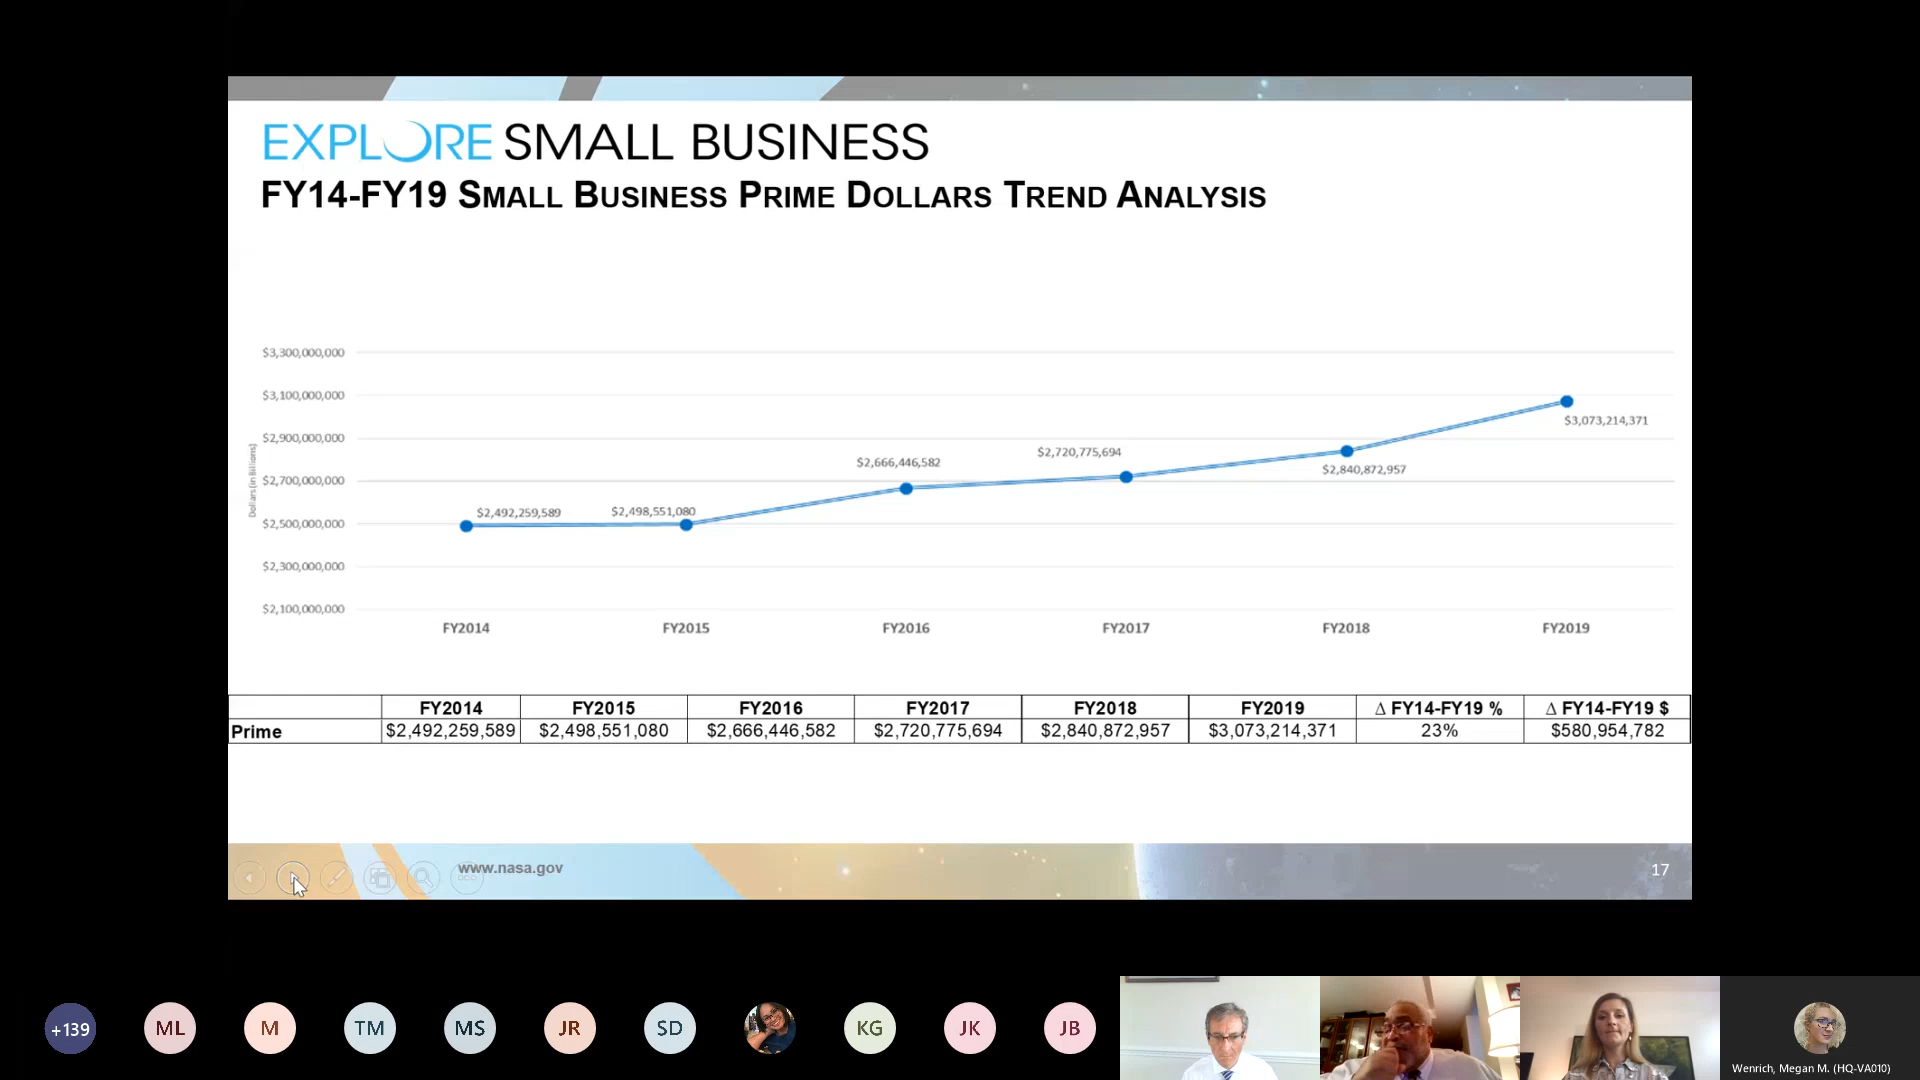 EXPLORE SMALL BUSINESS
FY14-FY19 SMALL BUSINESS PRIME DOLLARS TREND ANALYSIS
$3,300,000,000
$3,100,000,000
$2,900,000,000
$2,700,000,000
$2,500,000,000
$2,300,000,000
$2,100,000,000
Dollars (in Billions)
$2,492,259,589
$2,498,551,080
$2,666,446,582
$2,720,775,694
$2,840,872,957
$3,073,214,371
FY2014 FY2015 FY2016 FY2017 FY2018 FY2019
FY2014 FY2015 FY2016 FY2017 FY2018 FY2019 Δ FY14-FY19 % Δ FY14-FY19 $
Prime $2,492,259,589 $2,498,551,080 $2,666,446,582 $2,720,775,694 $2,840,872,957 $3,073,214,371 23% $580,954,782
www.nasa.gov
17
+139 ML M TM MS JR SD KG JK JB
Wenrich, Megan M. (HQ-VA010)